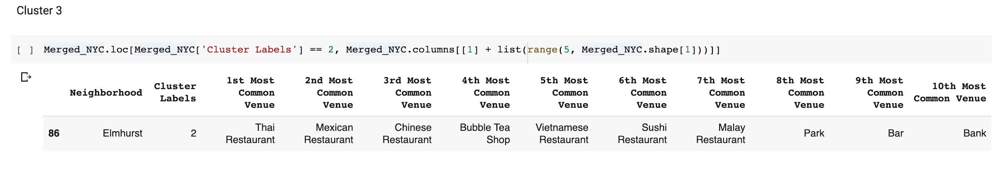 Cluster 3
[ ] Merged_NYC.loc[Merged_NYC['Cluster Labels'] == 2, Merged_NYC.columns[[1] + list(range(5, Merged_NYC.shape[1]))]]
Neighborhood Cluster Labels 1st Most Common Venue 2nd Most Common Venue 3rd Most Common Venue 4th Most Common Venue 5th Most Common Venue 6th Most Common Venue 7th Most Common Venue 8th Most Common Venue 9th Most Common Venue 10th Most Common Venue
86 Elmhurst 2 Thai Restaurant Mexican Restaurant Chinese Restaurant Bubble Tea Shop Vietnamese Restaurant Sushi Restaurant Malay Restaurant Park Bar Bank